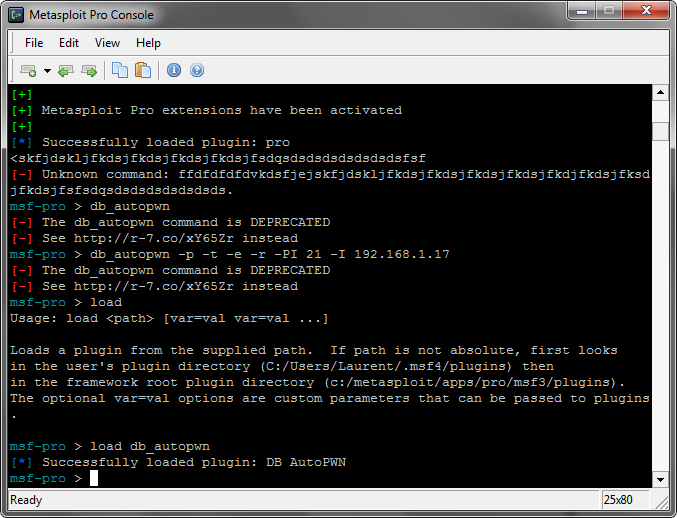 Metasploit Pro Console
File Edit View Help
[+]
[+] Metasploit Pro extensions have been activated
[+]
[*] Successfully loaded plugin: pro
<skfjdskljfkdsjfkdsjfkdsjfkdsjfsdqsdsdsdsdsdsdsdsfsf
[-] Unknown command: ffdfdfdfdvkdsfjejskfjdskljfkdsjfkdsjfkdsjfkdsjfkdjfkdsjfksd
jfkdsjfsfsdqsdsdsdsdsdsdsds.
msf-pro > db_autopwn
[-] The db_autopwn command is DEPRECATED
[-] See http://r-7.co/xY65Zr instead
msf-pro > db_autopwn -p -t -e -r -PI 21 -I 192.168.1.17
[-] The db_autopwn command is DEPRECATED
[-] See http://r-7.co/xY65Zr instead
msf-pro > load
Usage: load <path> [var=val var=val ...]
Loads a plugin from the supplied path.  If path is not absolute, first looks
in the user's plugin directory (C:/Users/Laurent/.msf4/plugins) then
in the framework root plugin directory (c:/metasploit/apps/pro/msf3/plugins).
The optional var=val options are custom parameters that can be passed to plugins
.
msf-pro > load db_autopwn
[*] Successfully loaded plugin: DB AutoPWN
msf-pro >
Ready 25x80